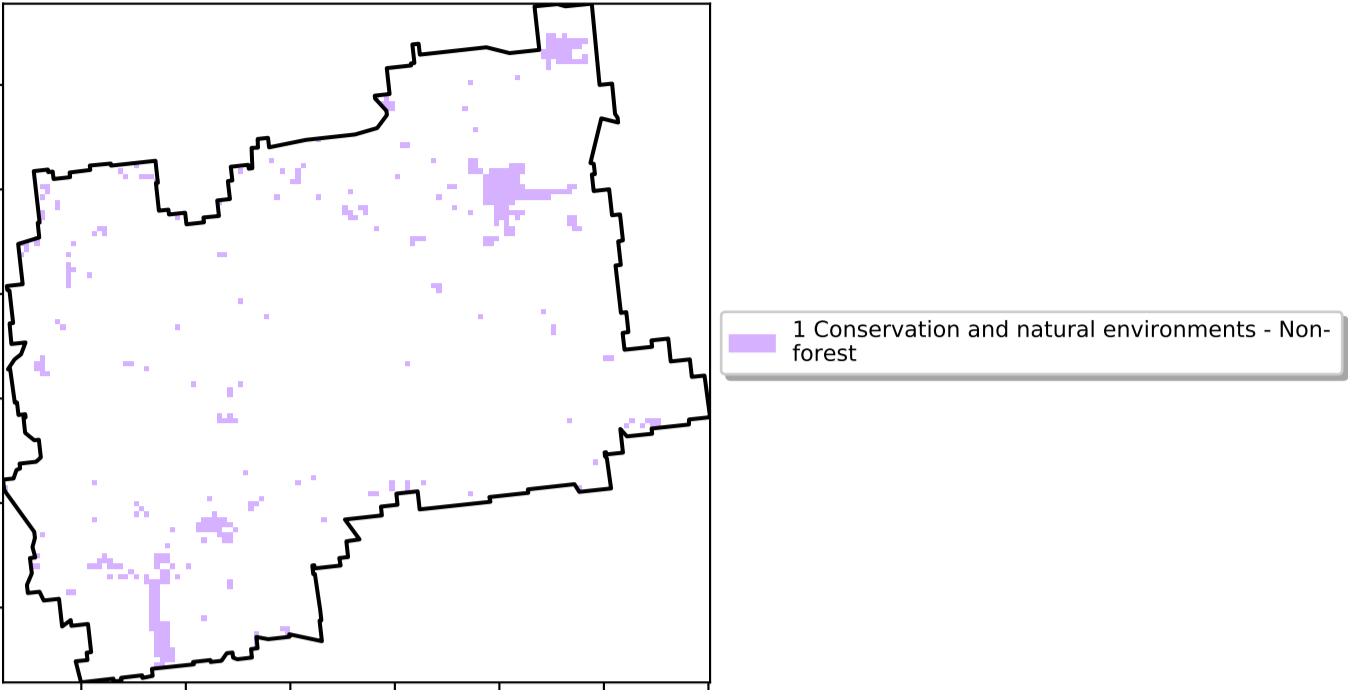 1 Conservation and natural environments - Non-
forest